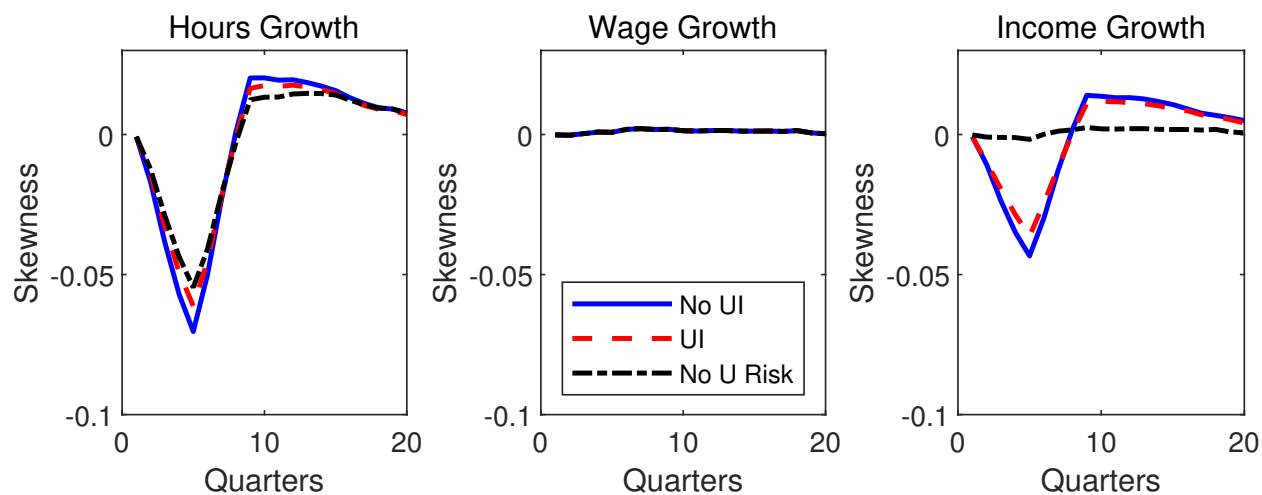 Hours Growth
Wage Growth
Income Growth
0
-0.05
-0.1
0
10
20
Skewness
Quarters
0
-0.05
-0.1
0
10
20
Skewness
Quarters
No UI
UI
No U Risk
0
-0.05
-0.1
0
10
20
Skewness
Quarters